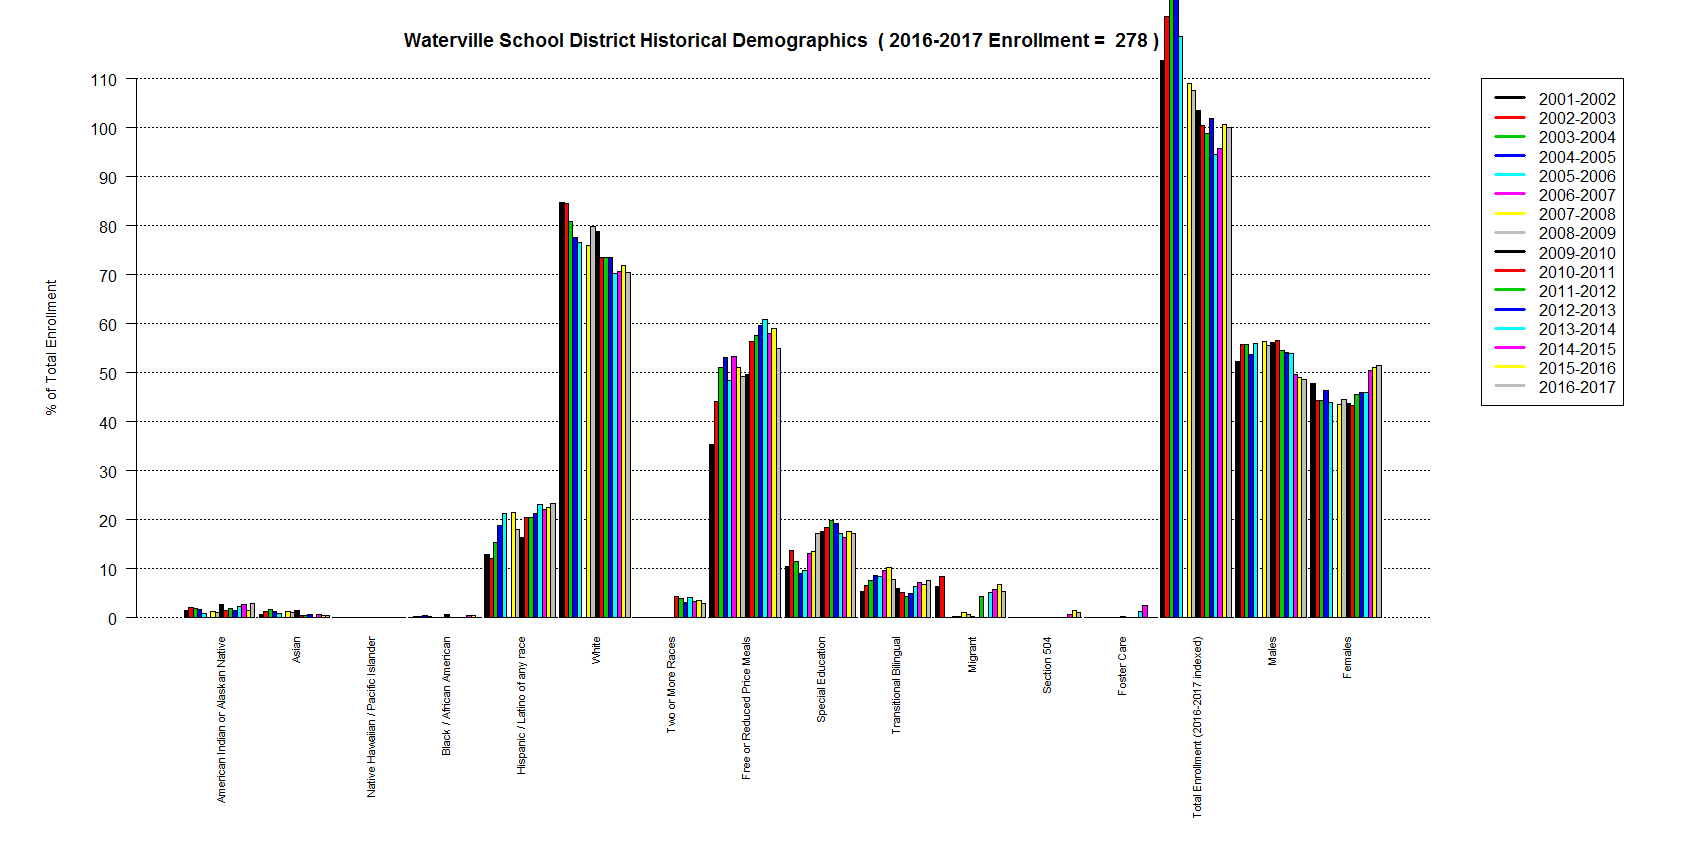 Waterville School District Historical Demographics ( 2016-2017 Enrollment = 278 )
% of Total Enrollment
110
100
90
80
70
60
50
40
30
20
10
0
American Indian or Alaskan Native
Asian
Native Hawaiian / Pacific Islander
Black / African American
Hispanic / Latino of any race
White
Two or More Races
Free or Reduced Price Meals
Special Education
Transitional Bilingual
Migrant
Section 504
Foster Care
Total Enrollment (2016-2017 indexed)
Males
Females
2001-2002
2002-2003
2003-2004
2004-2005
2005-2006
2006-2007
2007-2008
2008-2009
2009-2010
2010-2011
2011-2012
2012-2013
2013-2014
2014-2015
2015-2016
2016-2017